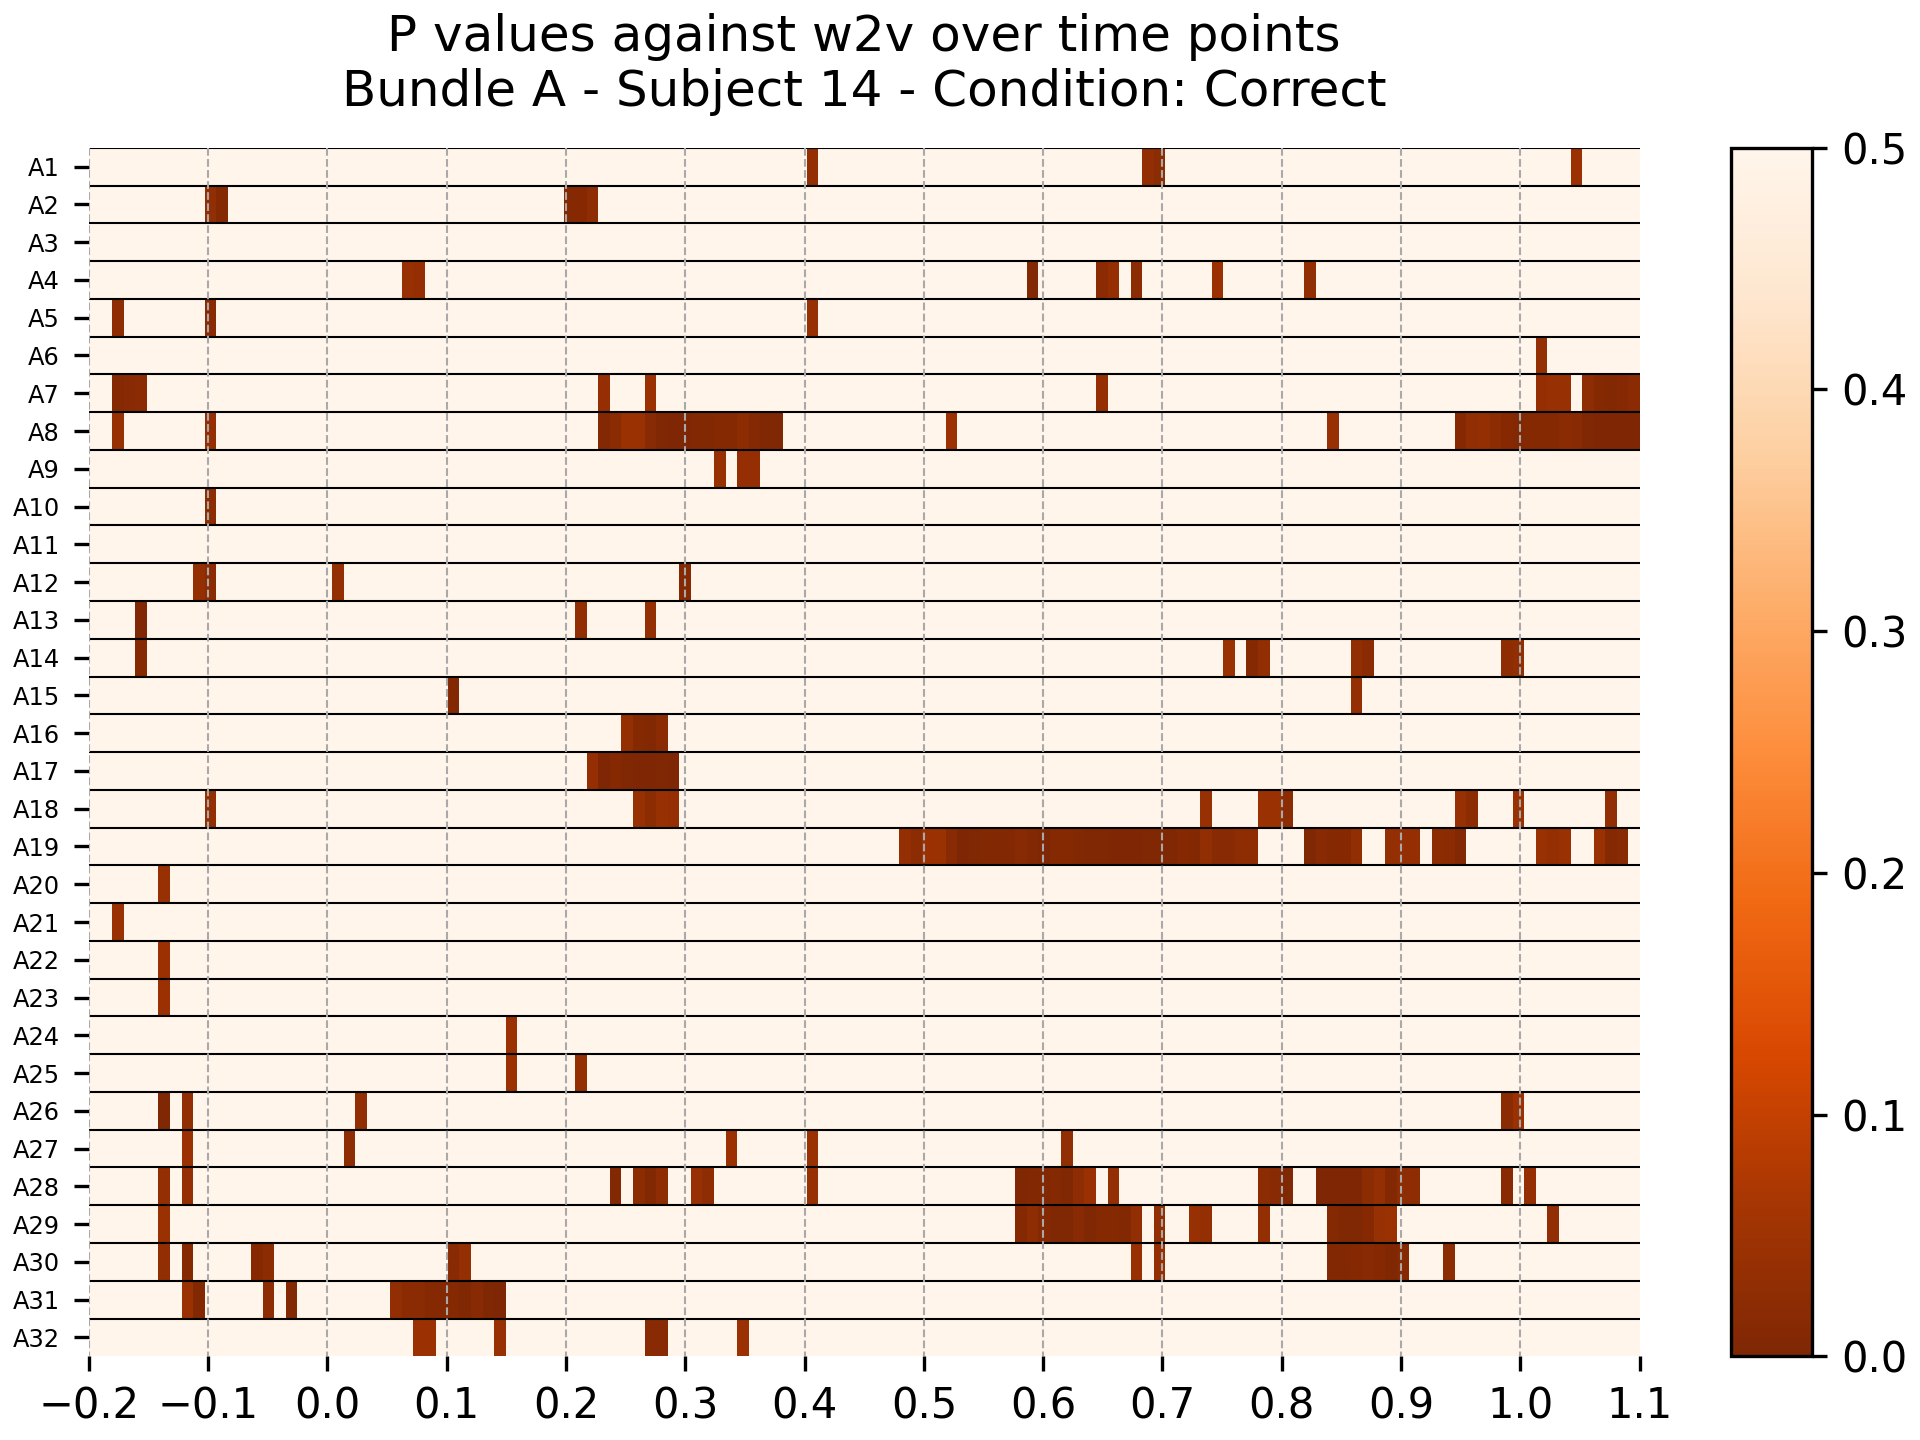 P values against w2v over time points
Bundle A - Subject 14 - Condition: Correct
A1
A2
A3
A4
A5
A6
A7
A8
A9
A10
A11
A12
A13
A14
A15
A16
A17
A18
A19
A20
A21
A22
A23
A24
A25
A26
A27
A28
A29
A30
A31
A32
−0.2 −0.1 0.0 0.1 0.2 0.3 0.4 0.5 0.6 0.7 0.8 0.9 1.0 1.1
0.5
0.4
0.3
0.2
0.1
0.0